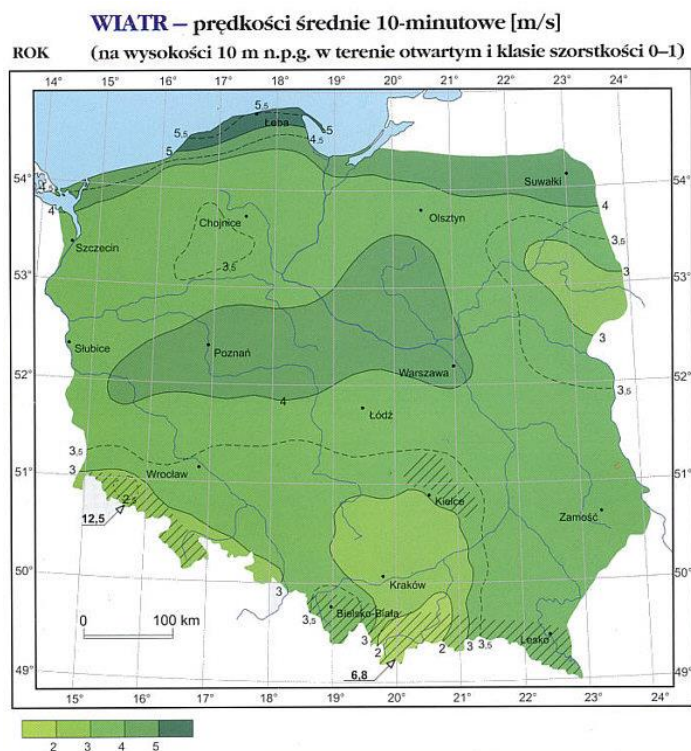 WIATR – prędkości średnie 10-minutowe [m/s]
ROK (na wysokości 10 m n.p.g. w terenie otwartym i klasie szorstkości 0–1)
14° 15° 16° 17° 18° 19° 20° 21° 22° 23° 24°
5,5
Łeba
5,5
5
5
4,5
54°
4,5
4
Suwałki
54°
4
Chojnice
Olsztyn
Szczecin
3,5
3,5
3
53°
53°
Słubice
Poznań
3
52°
Warszawa
52°
3,5
4
Łódź
3,5
3
Wrocław
51°
51°
2,5
Kielce
Zamość
12,5
50°
Kraków
50°
3
0 100 km
3,5
Bielsko-Biała
Lesko
3
2
2
3
3,5
6,8
49°
49°
15° 16° 17° 18° 19° 20° 21° 22° 23°
2 3 4 5